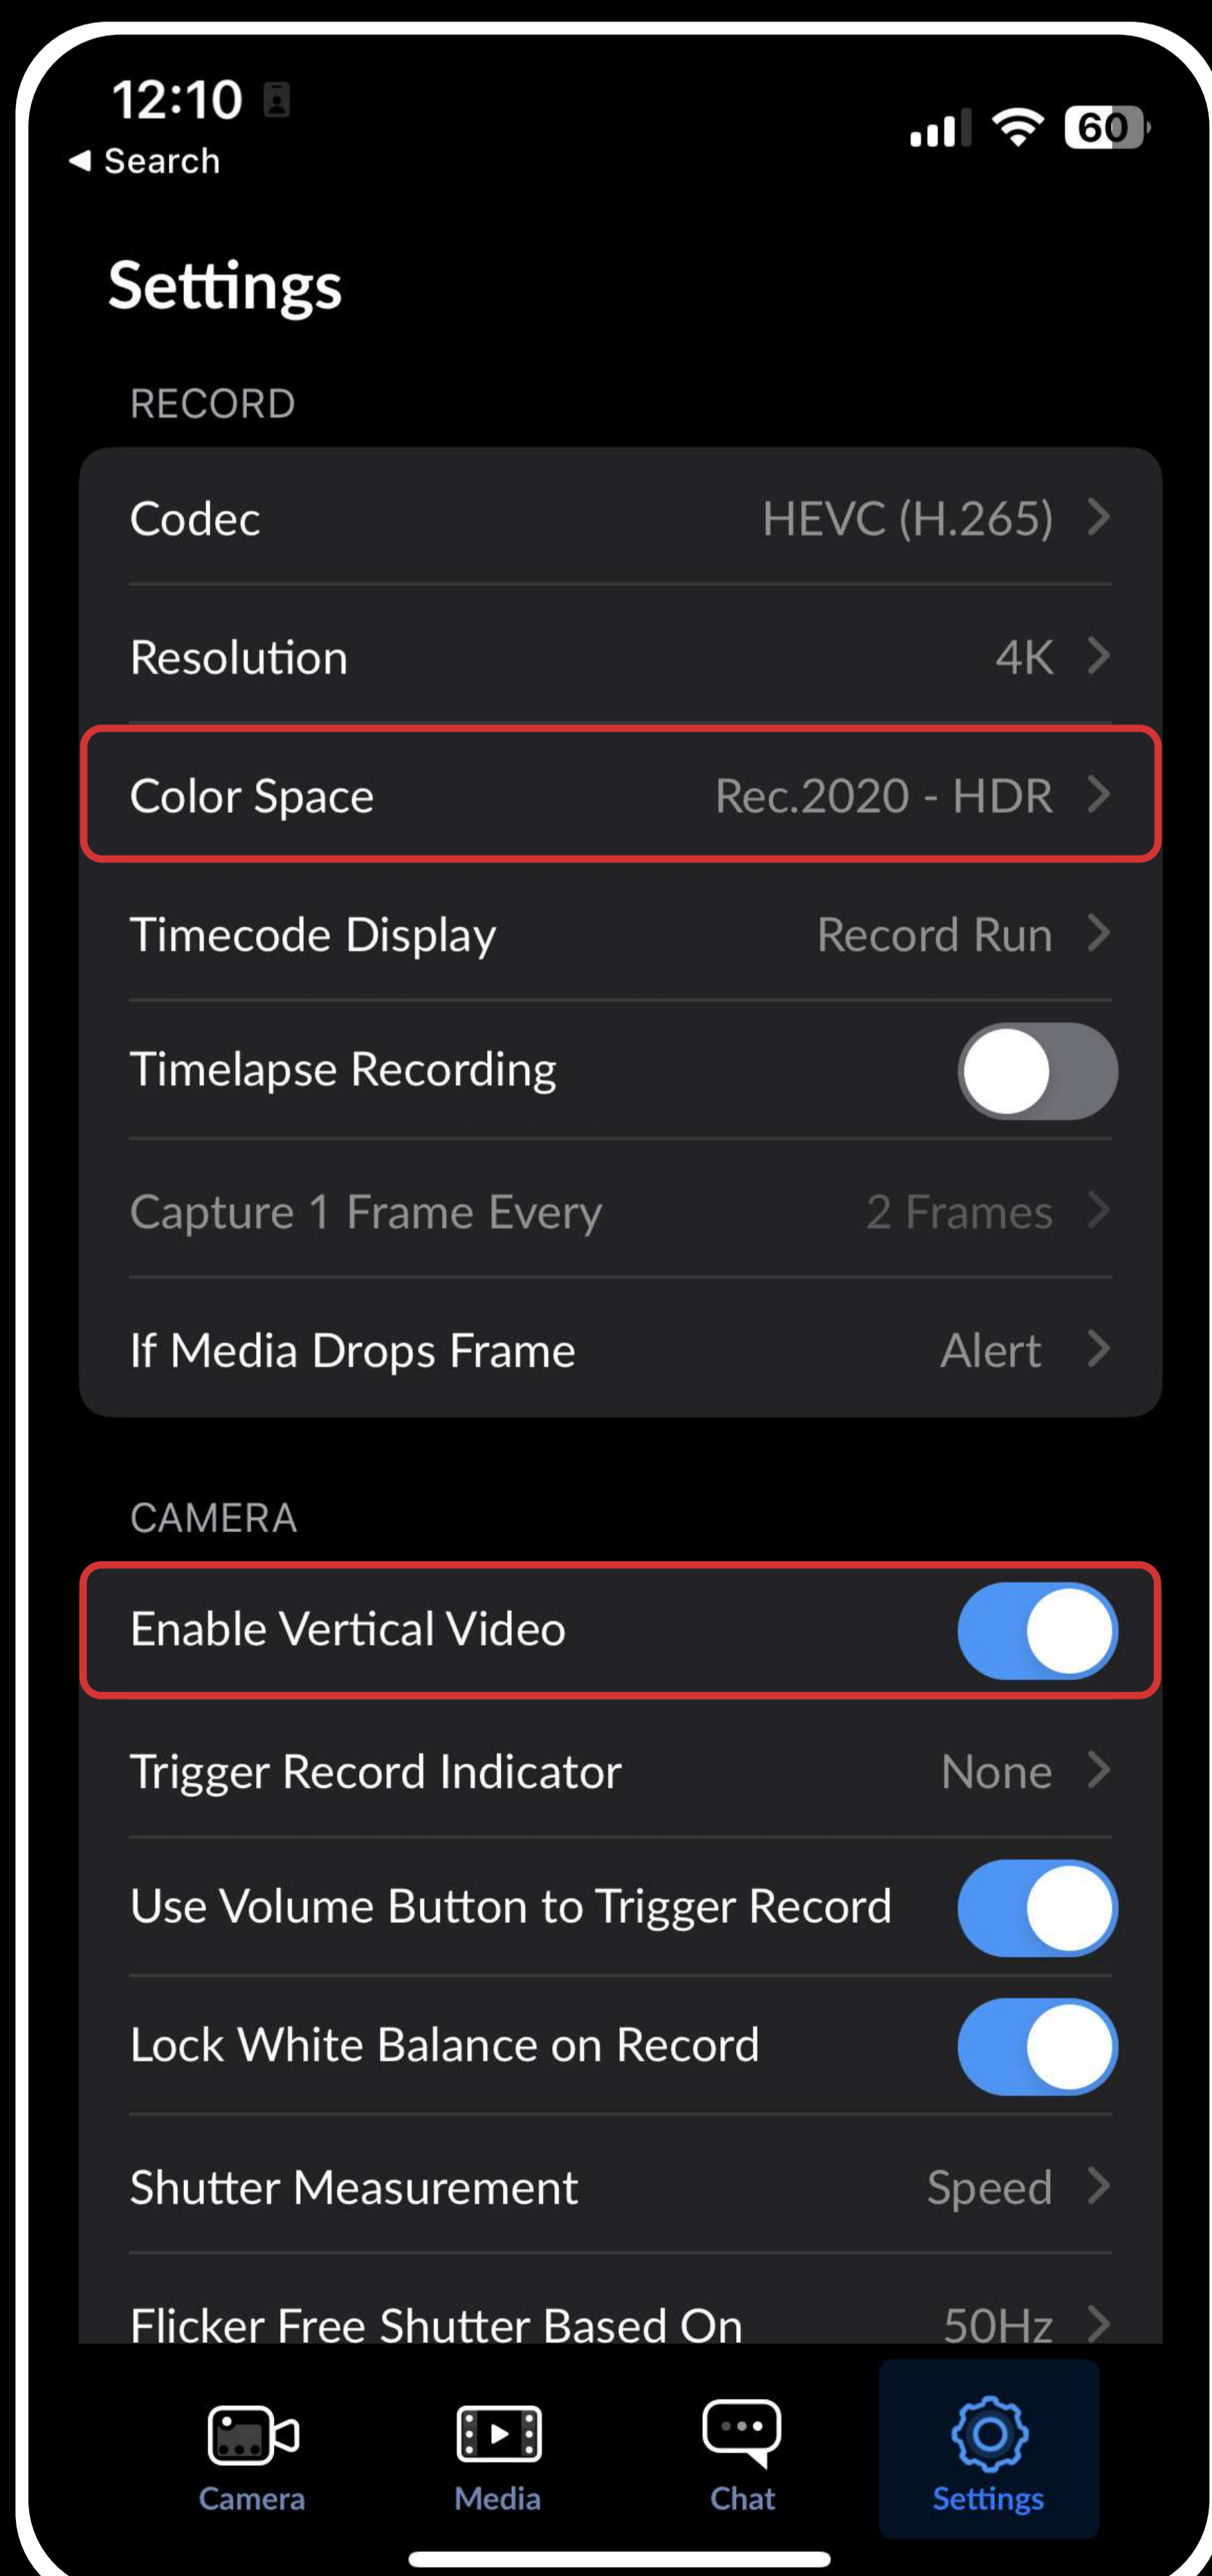 12:10
60
◀ Search
Settings
RECORD
Codec HEVC (H.265)
Resolution 4K
Color Space Rec.2020 - HDR
Timecode Display Record Run
Timelapse Recording
Capture 1 Frame Every 2 Frames
If Media Drops Frame Alert
CAMERA
Enable Vertical Video
Trigger Record Indicator None
Use Volume Button to Trigger Record
Lock White Balance on Record
Shutter Measurement Speed
Flicker Free Shutter Based On 50Hz
Camera Media Chat Settings